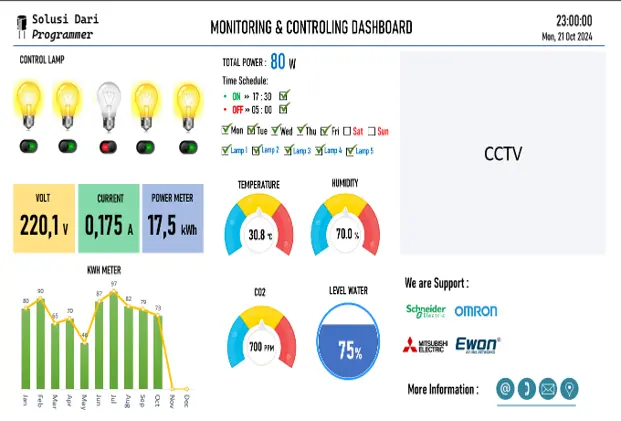 Solusi Dari
Programmer
MONITORING & CONTROLING DASHBOARD
23:00:00
Mon, 21 Oct 2024
CONTROL LAMP
TOTAL POWER : 80 W
Time Schedule:
• ON >> 17 : 30
• OFF >> 05 : 00
Mon Tue Wed Thu Fri Sat Sun
Lamp 1 Lamp 2 Lamp 3 Lamp 4 Lamp 5
CCTV
VOLT
220,1 V
CURRENT
0,175 A
POWER METER
17,5 kWh
TEMPERATURE
30.8 °C
HUMIDITY
70.0 %
KWH METER
80 90 65 70 46 87 97 82 79 73
Jan Feb Mar Apr May Jun Jul Aug Sep Oct Nov Dec
CO2
700 PPM
LEVEL WATER
75%
We are Support :
Schneider
Electric
OMRON
MITSUBISHI
ELECTRIC
Ewon®
More Information :